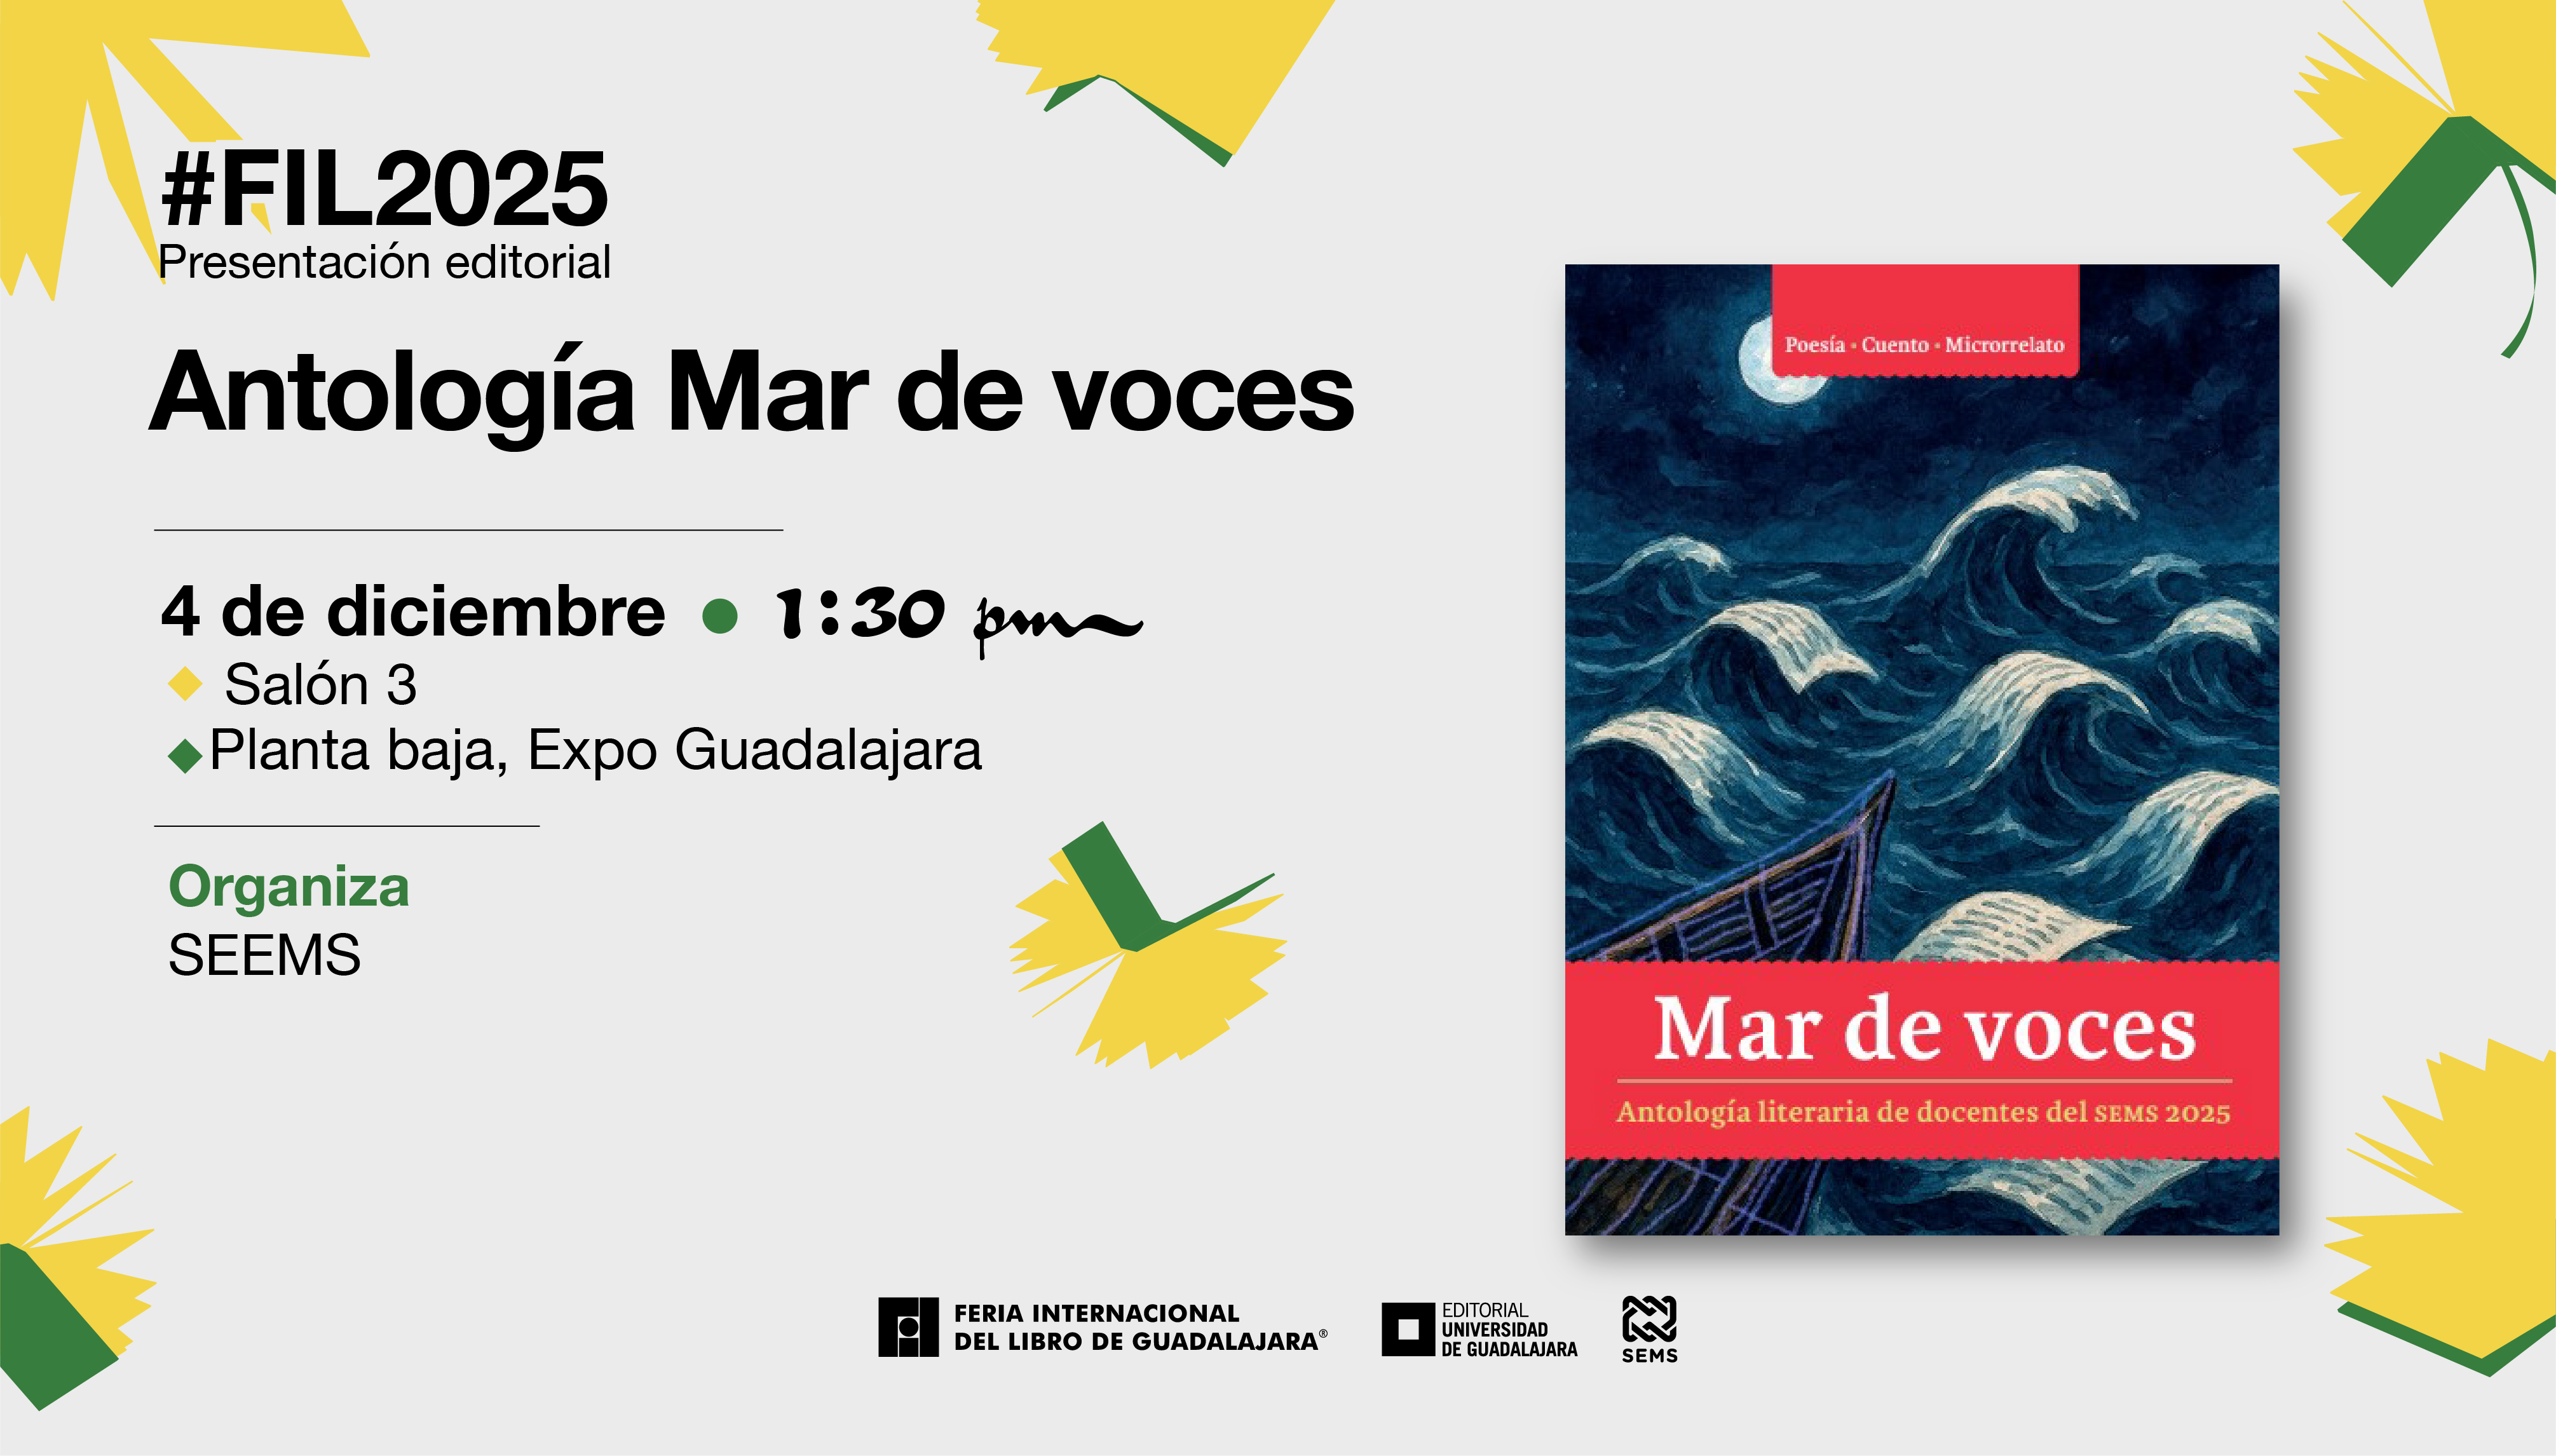 #FIL2025
Presentación editorial
Antología Mar de voces
4 de diciembre • 1:30 pm
Salón 3
Planta baja, Expo Guadalajara
Organiza
SEEMS
Poesía • Cuento • Microrrelato
Mar de voces
Antología literaria de docentes del SEMS 2025
FERIA INTERNACIONAL
DEL LIBRO DE GUADALAJARA®
EDITORIAL
UNIVERSIDAD
DE GUADALAJARA
SEMS